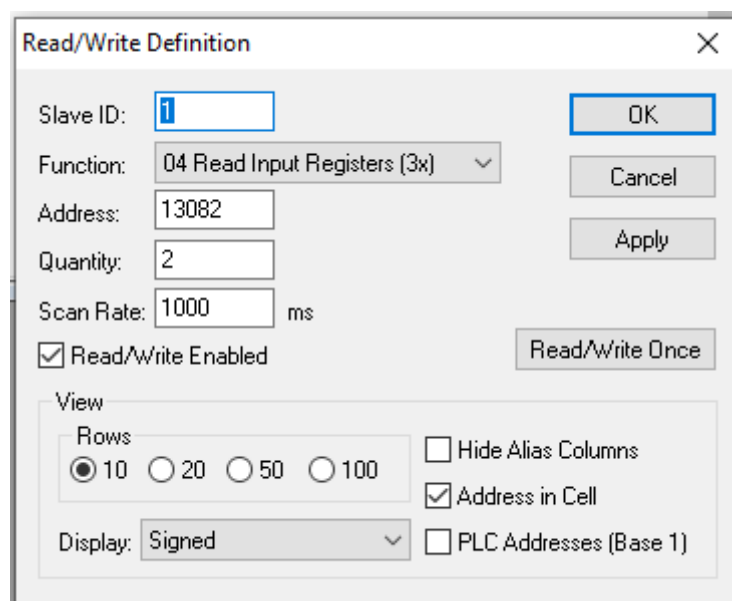 Read/Write Definition
Slave ID: 1
OK
Function: 04 Read Input Registers (3x)
Cancel
Address: 13082
Apply
Quantity: 2
Scan Rate: 1000 ms
Read/Write Enabled
Read/Write Once
View
Rows
10 20 50 100
Hide Alias Columns
Address in Cell
Display: Signed
PLC Addresses (Base 1)